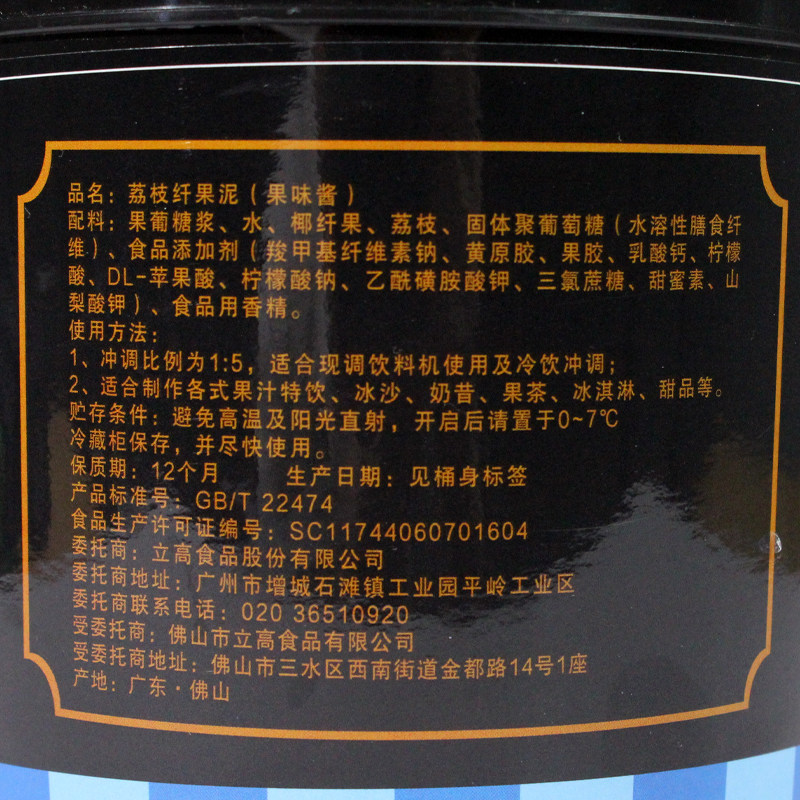 品名：荔枝纤果泥（果味酱）
配料：果葡糖浆、水、椰纤果、荔枝、固体聚葡萄糖（水溶性膳食纤
维）、食品添加剂（羧甲基纤维素钠、黄原胶、果胶、乳酸钙、柠檬
酸、DL-苹果酸、柠檬酸钠、乙酰磺胺酸钾、三氯蔗糖、甜蜜素、山
梨酸钾）、食品用香精。
使用方法：
1、冲调比例为1:5，适合现调饮料机使用及冷饮冲调；
2、适合制作各式果汁特饮、冰沙、奶昔、果茶、冰淇淋、甜品等。
贮存条件：避免高温及阳光直射，开启后请置于0~7℃
冷藏柜保存，并尽快使用。
保质期：12个月 生产日期：见桶身标签
产品标准号：GB/T 22474
食品生产许可证编号：SC11744060701604
委托商：立高食品股份有限公司
委托商地址：广州市增城石滩镇工业园平岭工业区
委托商联系电话：020 36510920
受委托商：佛山市立高食品有限公司
受委托商地址：佛山市三水区西南街道金都路14号1座
产地：广东·佛山